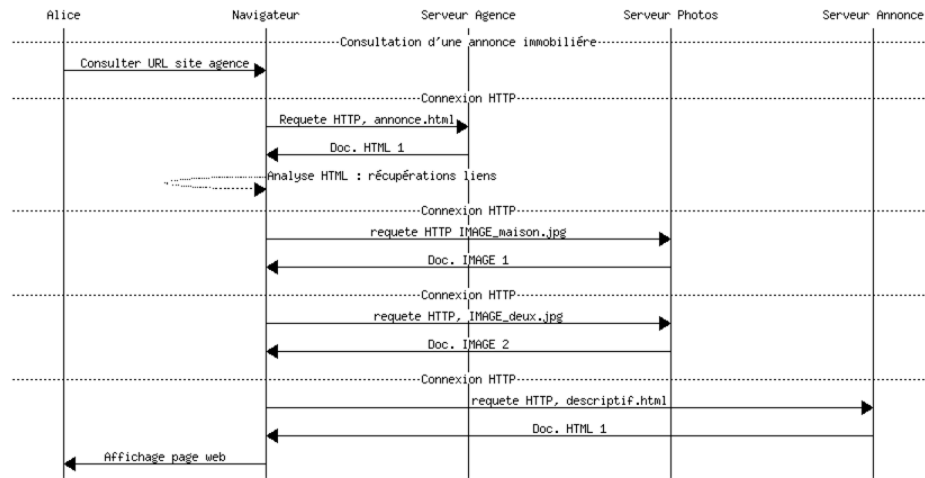 Alice Navigateur Serveur Agence Serveur Photos Serveur Annonce
Consultation d'une annonce immobiliére
Consulter URL site agence
Connexion HTTP
Requete HTTP, annonce.html
Doc. HTML 1
Analyse HTML : récupérations liens
Connexion HTTP
requete HTTP IMAGE_maison.jpg
Doc. IMAGE 1
Connexion HTTP
requete HTTP, IMAGE_deux.jpg
Doc. IMAGE 2
Connexion HTTP
requete HTTP, descriptif.html
Doc. HTML 1
Affichage page web